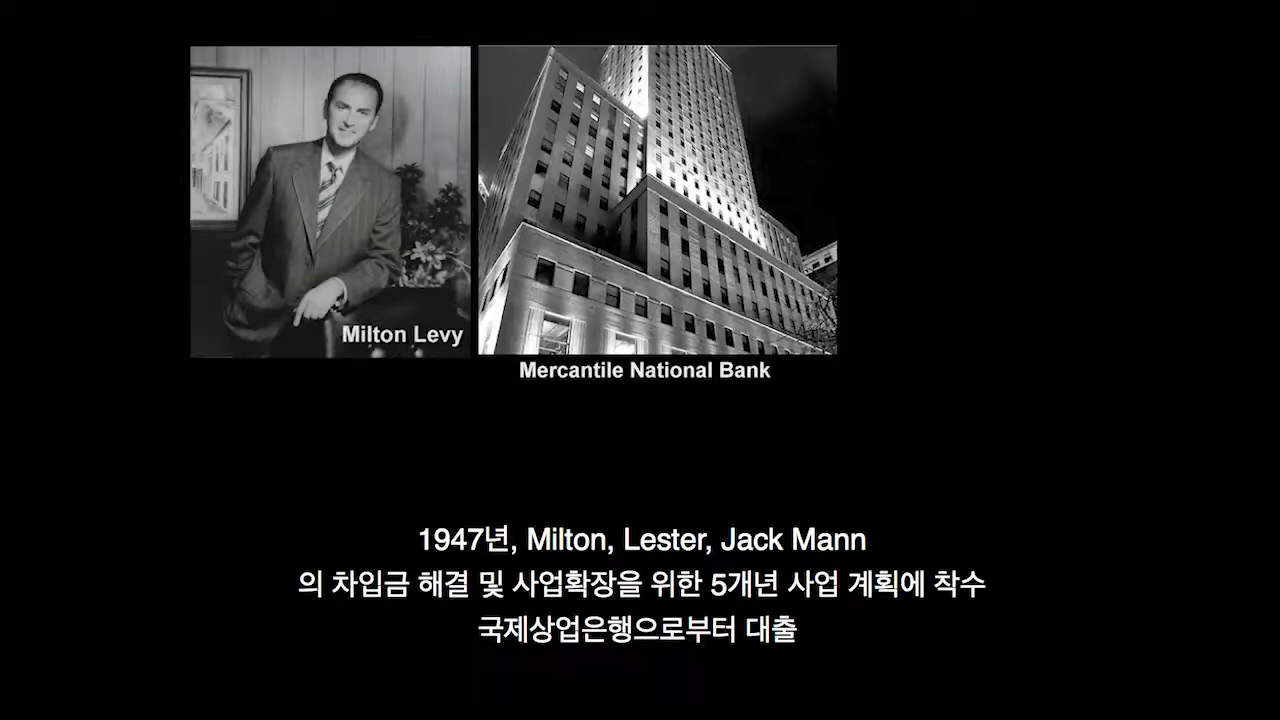 Milton Levy
Mercantile National Bank
1947년, Milton, Lester, Jack Mann
의 차입금 해결 및 사업확장을 위한 5개년 사업 계획에 착수
국제상업은행으로부터 대출